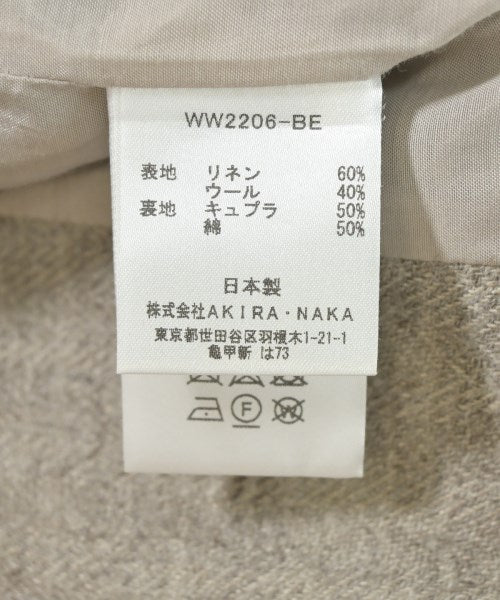 WW2206-BE
表地 リネン 60%
ウール 40%
裏地 キュプラ 50%
綿 50%
日本製
株式会社AKIRA・NAKA
東京都世田谷区羽根木1-21-1
亀甲新 は73
F
W